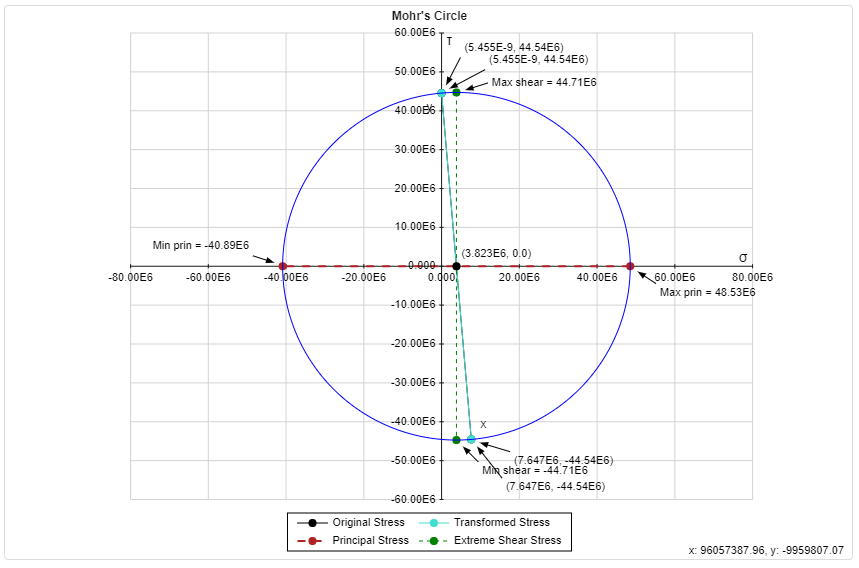 Mohr's Circle
60.00E6
τ
(5.455E-9, 44.54E6)
(5.455E-9, 44.54E6)
50.00E6
Max shear = 44.71E6
40.00E6
y
30.00E6
20.00E6
10.00E6
Min prin = -40.89E6
(3.823E6, 0.0)
σ
0.000
-80.00E6 -60.00E6 -40.00E6 -20.00E6 0.000 20.00E6 40.00E6 60.00E6 80.00E6
Max prin = 48.53E6
-10.00E6
-20.00E6
-30.00E6
-40.00E6
x
-50.00E6
(7.647E6, -44.54E6)
Min shear = -44.71E6
(7.647E6, -44.54E6)
-60.00E6
Original Stress Transformed Stress
Principal Stress Extreme Shear Stress
x: 96057387.96, y: -9959807.07